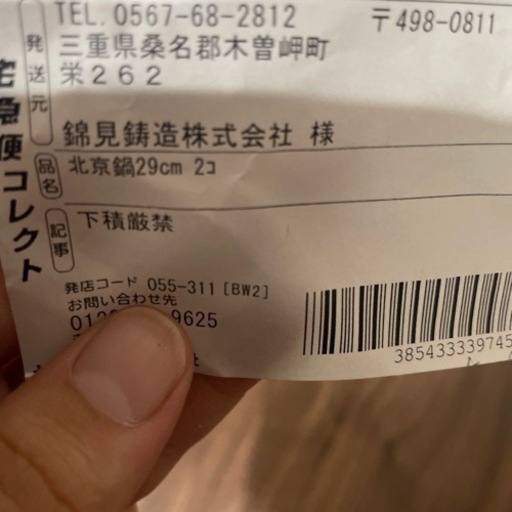 TEL. 0567-68-2812 〒498-0811
三重県桑名郡木曽岬町
栄262
発送元
錦見鋳造株式会社 様
品名 北京鍋29cm 2コ
記事 下積厳禁
宅急便コレクト
発店コード 055-311 [BW2]
お問い合わせ先
9625
385433339745